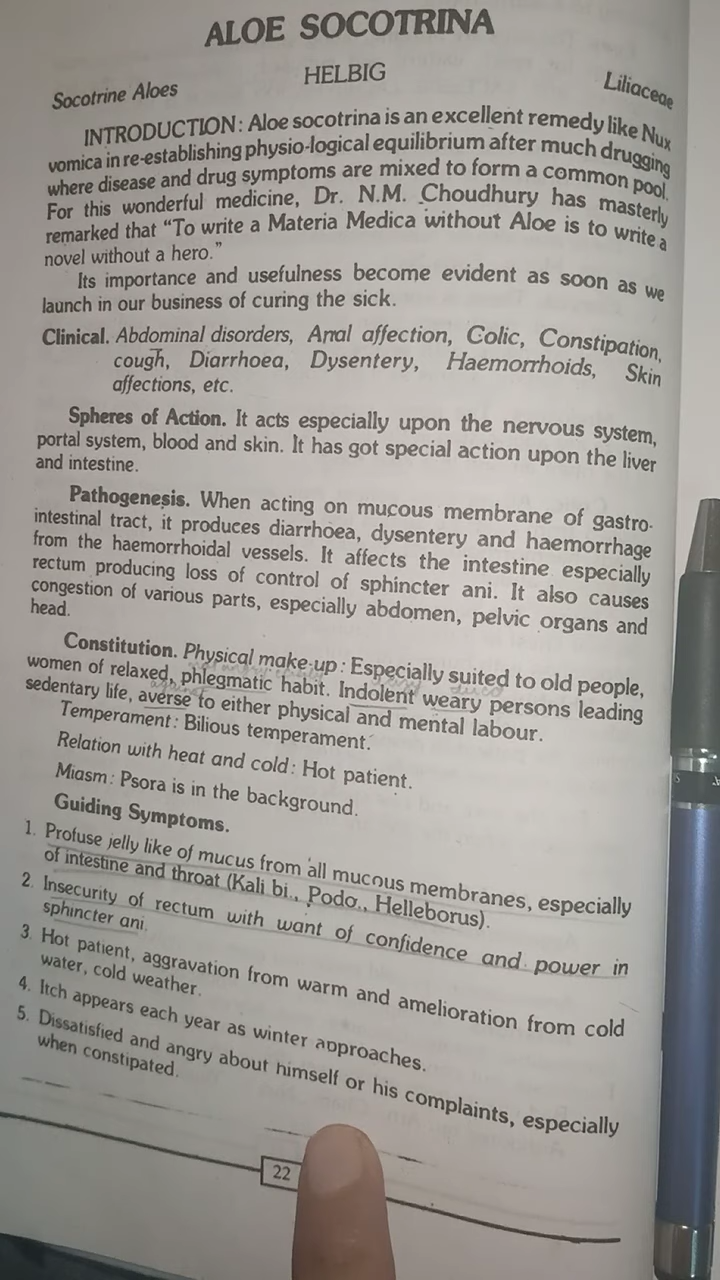 ALOE SOCOTRINA
HELBIG
Socotrine Aloes
Liliaceae
INTRODUCTION: Aloe socotrina is an excellent remedy like Nux
vomica in re-establishing physio-logical equilibrium after much drugging
where disease and drug symptoms are mixed to form a common pool.
For this wonderful medicine, Dr. N.M. Choudhury has masterly
remarked that “To write a Materia Medica without Aloe is to write a
novel without a hero.”
Its importance and usefulness become evident as soon as we
launch in our business of curing the sick.
Clinical. Abdominal disorders, Anal affection, Colic, Constipation,
cough, Diarrhoea, Dysentery, Haemorrhoids, Skin
affections, etc.
Spheres of Action. It acts especially upon the nervous system,
portal system, blood and skin. It has got special action upon the liver
and intestine.
Pathogenesis. When acting on mucous membrane of gastro-
intestinal tract, it produces diarrhoea, dysentery and haemorrhage
from the haemorrhoidal vessels. It affects the intestine especially
rectum producing loss of control of sphincter ani. It also causes
congestion of various parts, especially abdomen, pelvic organs and
head.
Constitution. Physical make-up: Especially suited to old people,
women of relaxed, phlegmatic habit. Indolent weary persons leading
sedentary life, averse to either physical and mental labour.
Temperament: Bilious temperament.
Relation with heat and cold: Hot patient.
Miasm: Psora is in the background.
Guiding Symptoms.
1. Profuse jelly like of mucus from all mucous membranes, especially
of intestine and throat (Kali bi., Podo., Helleborus).
2. Insecurity of rectum with want of confidence and power in
sphincter ani.
3. Hot patient, aggravation from warm and amelioration from cold
water, cold weather.
4. Itch appears each year as winter approaches.
5. Dissatisfied and angry about himself or his complaints, especially
when constipated.
22